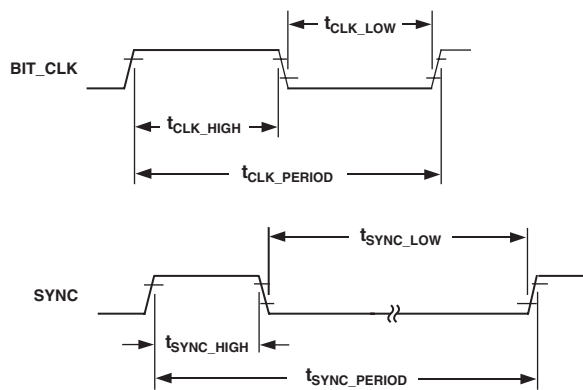 t_CLK_LOW
BIT_CLK
t_CLK_HIGH
t_CLK_PERIOD
t_SYNC_LOW
SYNC
t_SYNC_HIGH
t_SYNC_PERIOD